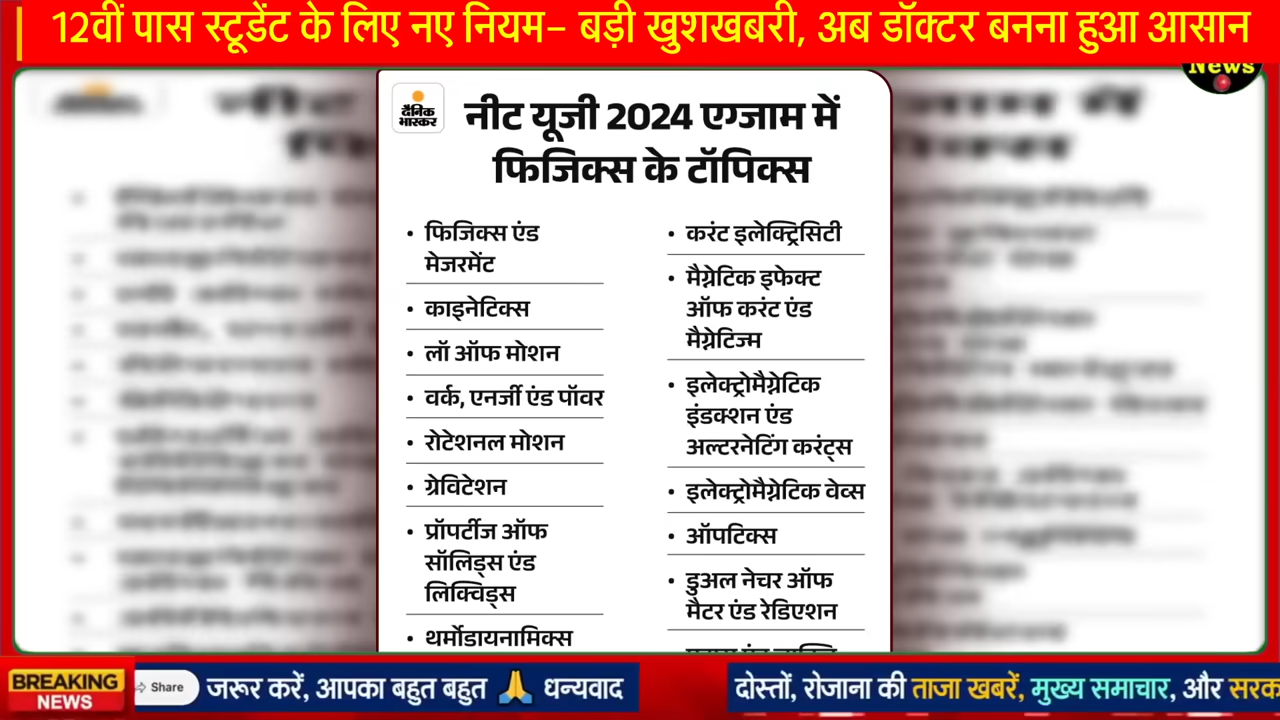 12वीं पास स्टूडेंट के लिए नए नियम- बड़ी खुशखबरी, अब डॉक्टर बनना हुआ आसान
News
दैनिक
भास्कर
नीट यूजी 2024 एग्जाम में
फिजिक्स के टॉपिक्स
• फिजिक्स एंड
मेजरमेंट
• काइनेटिक्स
• लॉ ऑफ मोशन
• वर्क, एनर्जी एंड पॉवर
• रोटेशनल मोशन
• ग्रेविटेशन
• प्रॉपर्टीज ऑफ
सॉलिड्स एंड
लिक्विड्स
• थर्मोडायनामिक्स
• करंट इलेक्ट्रिसिटी
• मैग्नेटिक इफेक्ट
ऑफ करंट एंड
मैग्नेटिज्म
• इलेक्ट्रोमैग्नेटिक
इंडक्शन एंड
अल्टरनेटिंग करंट्स
• इलेक्ट्रोमैग्नेटिक वेव्स
• ऑपटिक्स
• डुअल नेचर ऑफ
मैटर एंड रेडिएशन
BREAKING
NEWS
Share
जरूर करें, आपका बहुत बहुत 🙏 धन्यवाद
दोस्तों, रोजाना की ताजा खबरें, मुख्य समाचार, और